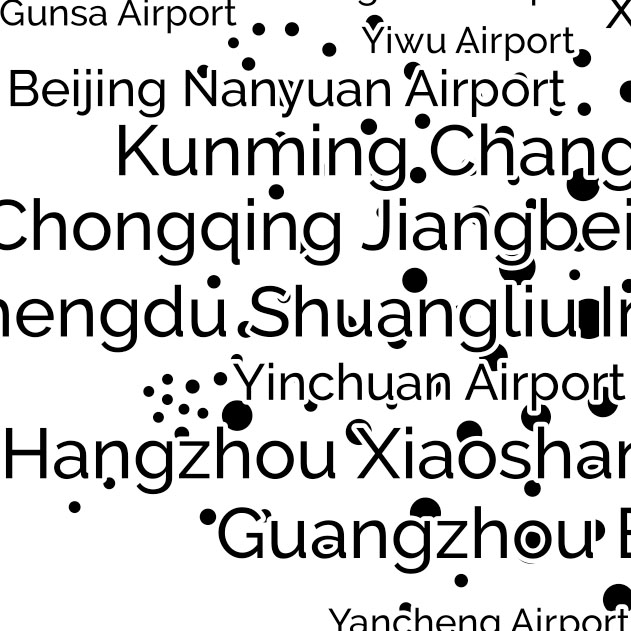 Gunsa Airport
Yiwu Airport
Beijing Nanyuan Airport
Kunming Chang
Chongqing Jiangbei
hengdu Shuangliu In
Yinchuan Airport
Hangzhou Xiaoshan
Guangzhou B
Yancheng Airport